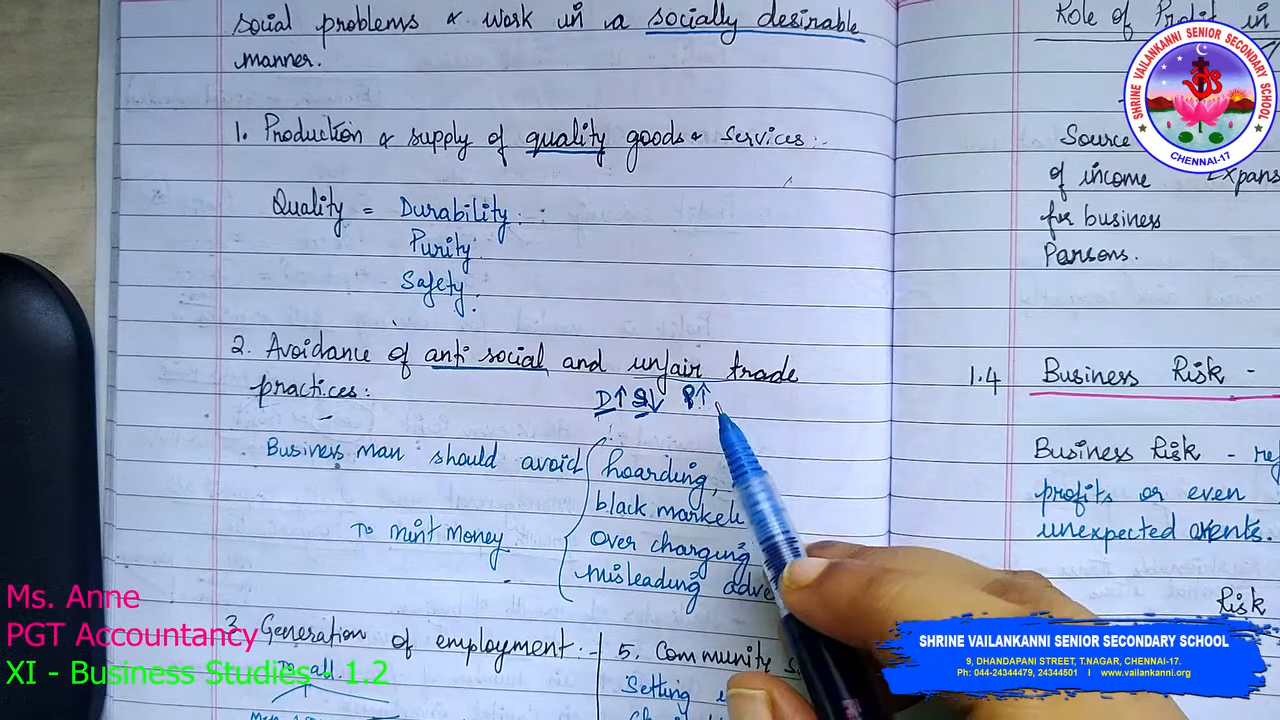 social problems & work in a socially desirable
manner.
1. Production & supply of quality goods & services:-
Quality = Durability.
Purity.
Safety.
2. Avoidance of anti social and unfair trade
practices:
D↑ S↓ P↑
Business man should avoid
hoarding,
black market
To mint money
over charging
misleading adve
3. Generation of employment:-
To all.
5. Community s
Setting
Role of Profit in
Source
of income
Expans
for business
Persons.
1.4 Business Risk -
Business Risk - re
profits or even
unexpected events.
Risk
SHRINE VAILANKANNI SENIOR SECONDARY SCHOOL
CHENNAI-17
Ms. Anne
PGT Accountancy
XI - Business Studies 1.2
SHRINE VAILANKANNI SENIOR SECONDARY SCHOOL
9, DHANDAPANI STREET, T.NAGAR, CHENNAI-17.
Ph: 044-24344479, 24344501 | www.vailankanni.org